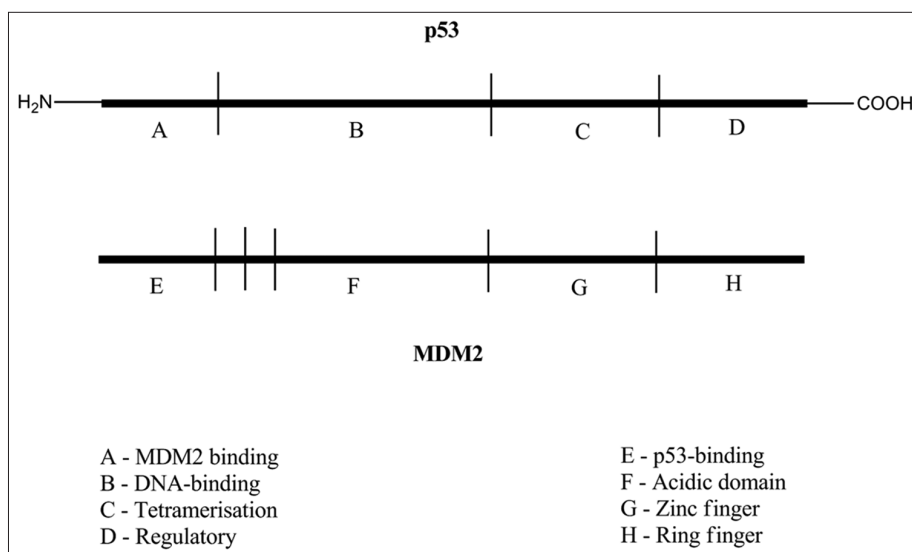 p53
H₂N COOH
A B C D
E F G H
MDM2
A - MDM2 binding
B - DNA-binding
C - Tetramerisation
D - Regulatory
E - p53-binding
F - Acidic domain
G - Zinc finger
H - Ring finger